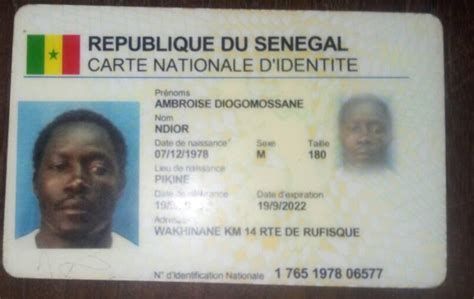 REPUBLIQUE DU SENEGAL
CARTE NATIONALE D'IDENTITE
Prénoms
AMBROISE DIOGOMOSSANE
Nom
NDIOR
Date de naissance Sexe Taille
07/12/1978 M 180
Lieu de naissance
PIKINE
Date de Date d'expiration
19/9/2022
Adresse
WAKHINANE KM 14 RTE DE RUFISQUE
N° d'Identification Nationale 1 765 1978 06577